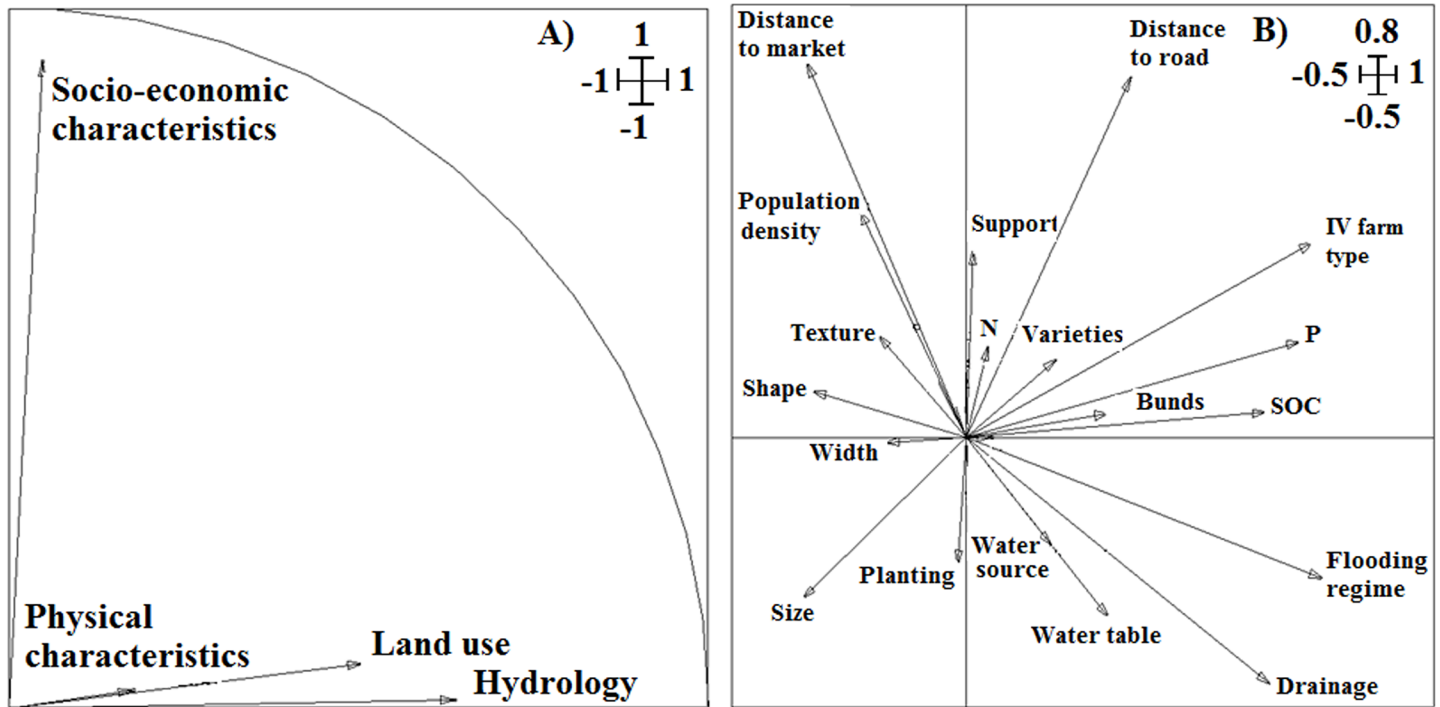 A)
1
-1 1
-1
Socio-economic
characteristics
Physical
characteristics
Land use
Hydrology
B)
0.8
-0.5 1
-0.5
Distance
to market
Distance
to road
Population
density
Support
IV farm
type
Texture
N
Varieties
P
Shape
Bunds
SOC
Width
Water
source
Planting
Flooding
regime
Size
Water table
Drainage